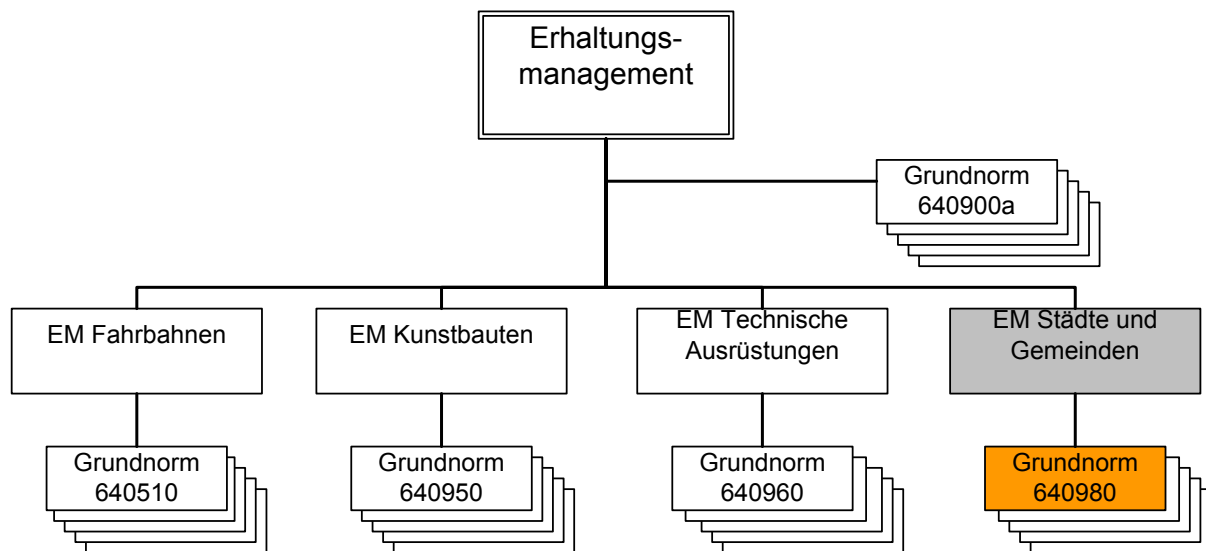 Erhaltungs-
management
Grundnorm
640900a
EM Fahrbahnen
EM Kunstbauten
EM Technische
Ausrüstungen
EM Städte und
Gemeinden
Grundnorm
640510
Grundnorm
640950
Grundnorm
640960
Grundnorm
640980